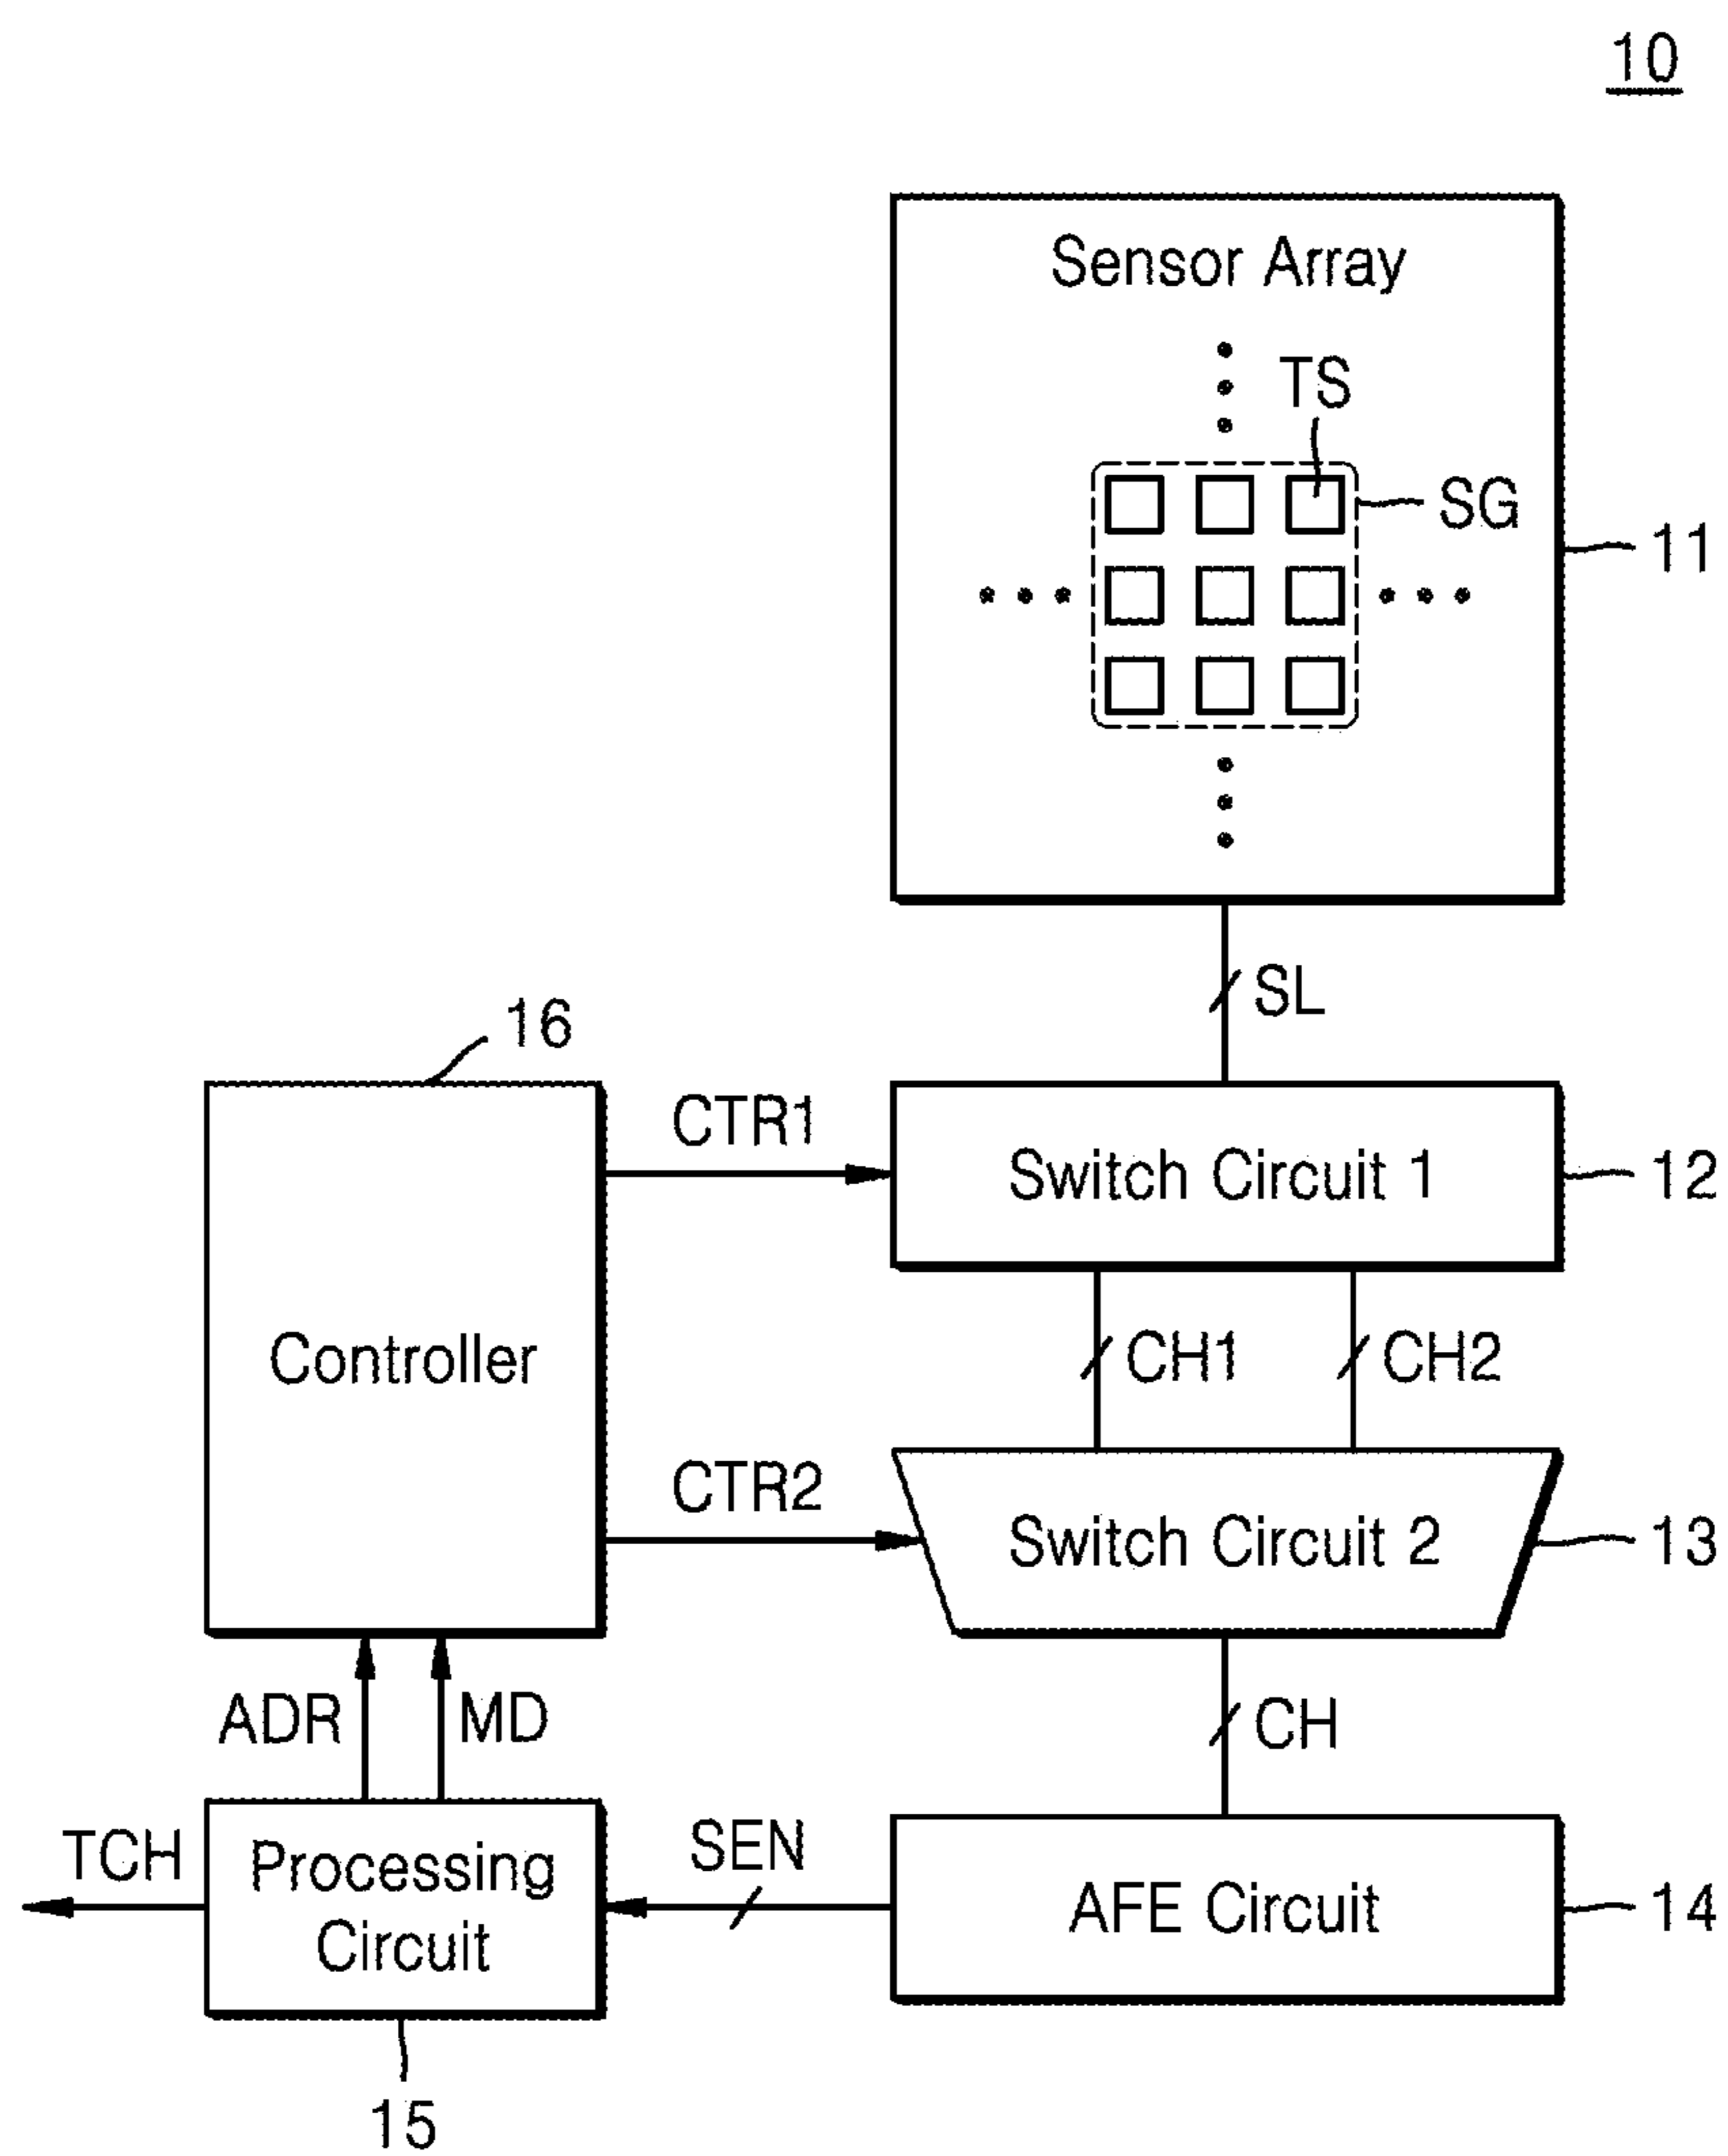 10
Sensor Array
TS
SG
11
SL
16
CTR1
Switch Circuit 1
12
Controller
CH1
CH2
CTR2
Switch Circuit 2
13
ADR
MD
CH
TCH
Processing
Circuit
SEN
AFE Circuit
14
15